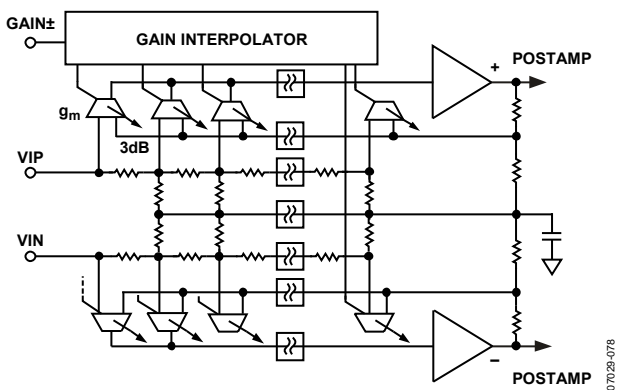 GAIN±
GAIN INTERPOLATOR
+
POSTAMP
gm
3dB
VIP
VIN
–
POSTAMP
07029-078